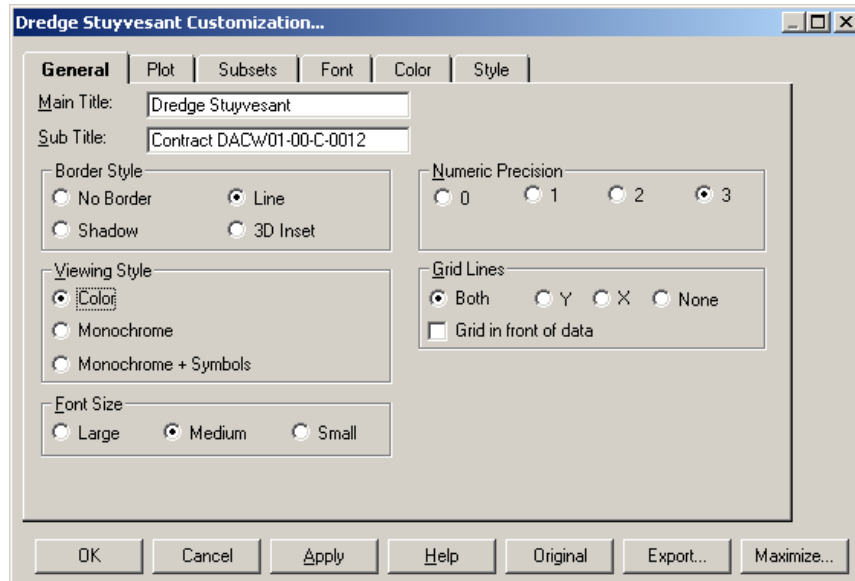 Dredge Stuyvesant Customization...
General Plot Subsets Font Color Style
Main Title: Dredge Stuyvesant
Sub Title: Contract DACW01-00-C-0012
Border Style
No Border Line
Shadow 3D Inset
Numeric Precision
0 1 2 3
Viewing Style
Color
Monochrome
Monochrome + Symbols
Grid Lines
Both Y X None
Grid in front of data
Font Size
Large Medium Small
OK Cancel Apply Help Original Export... Maximize...